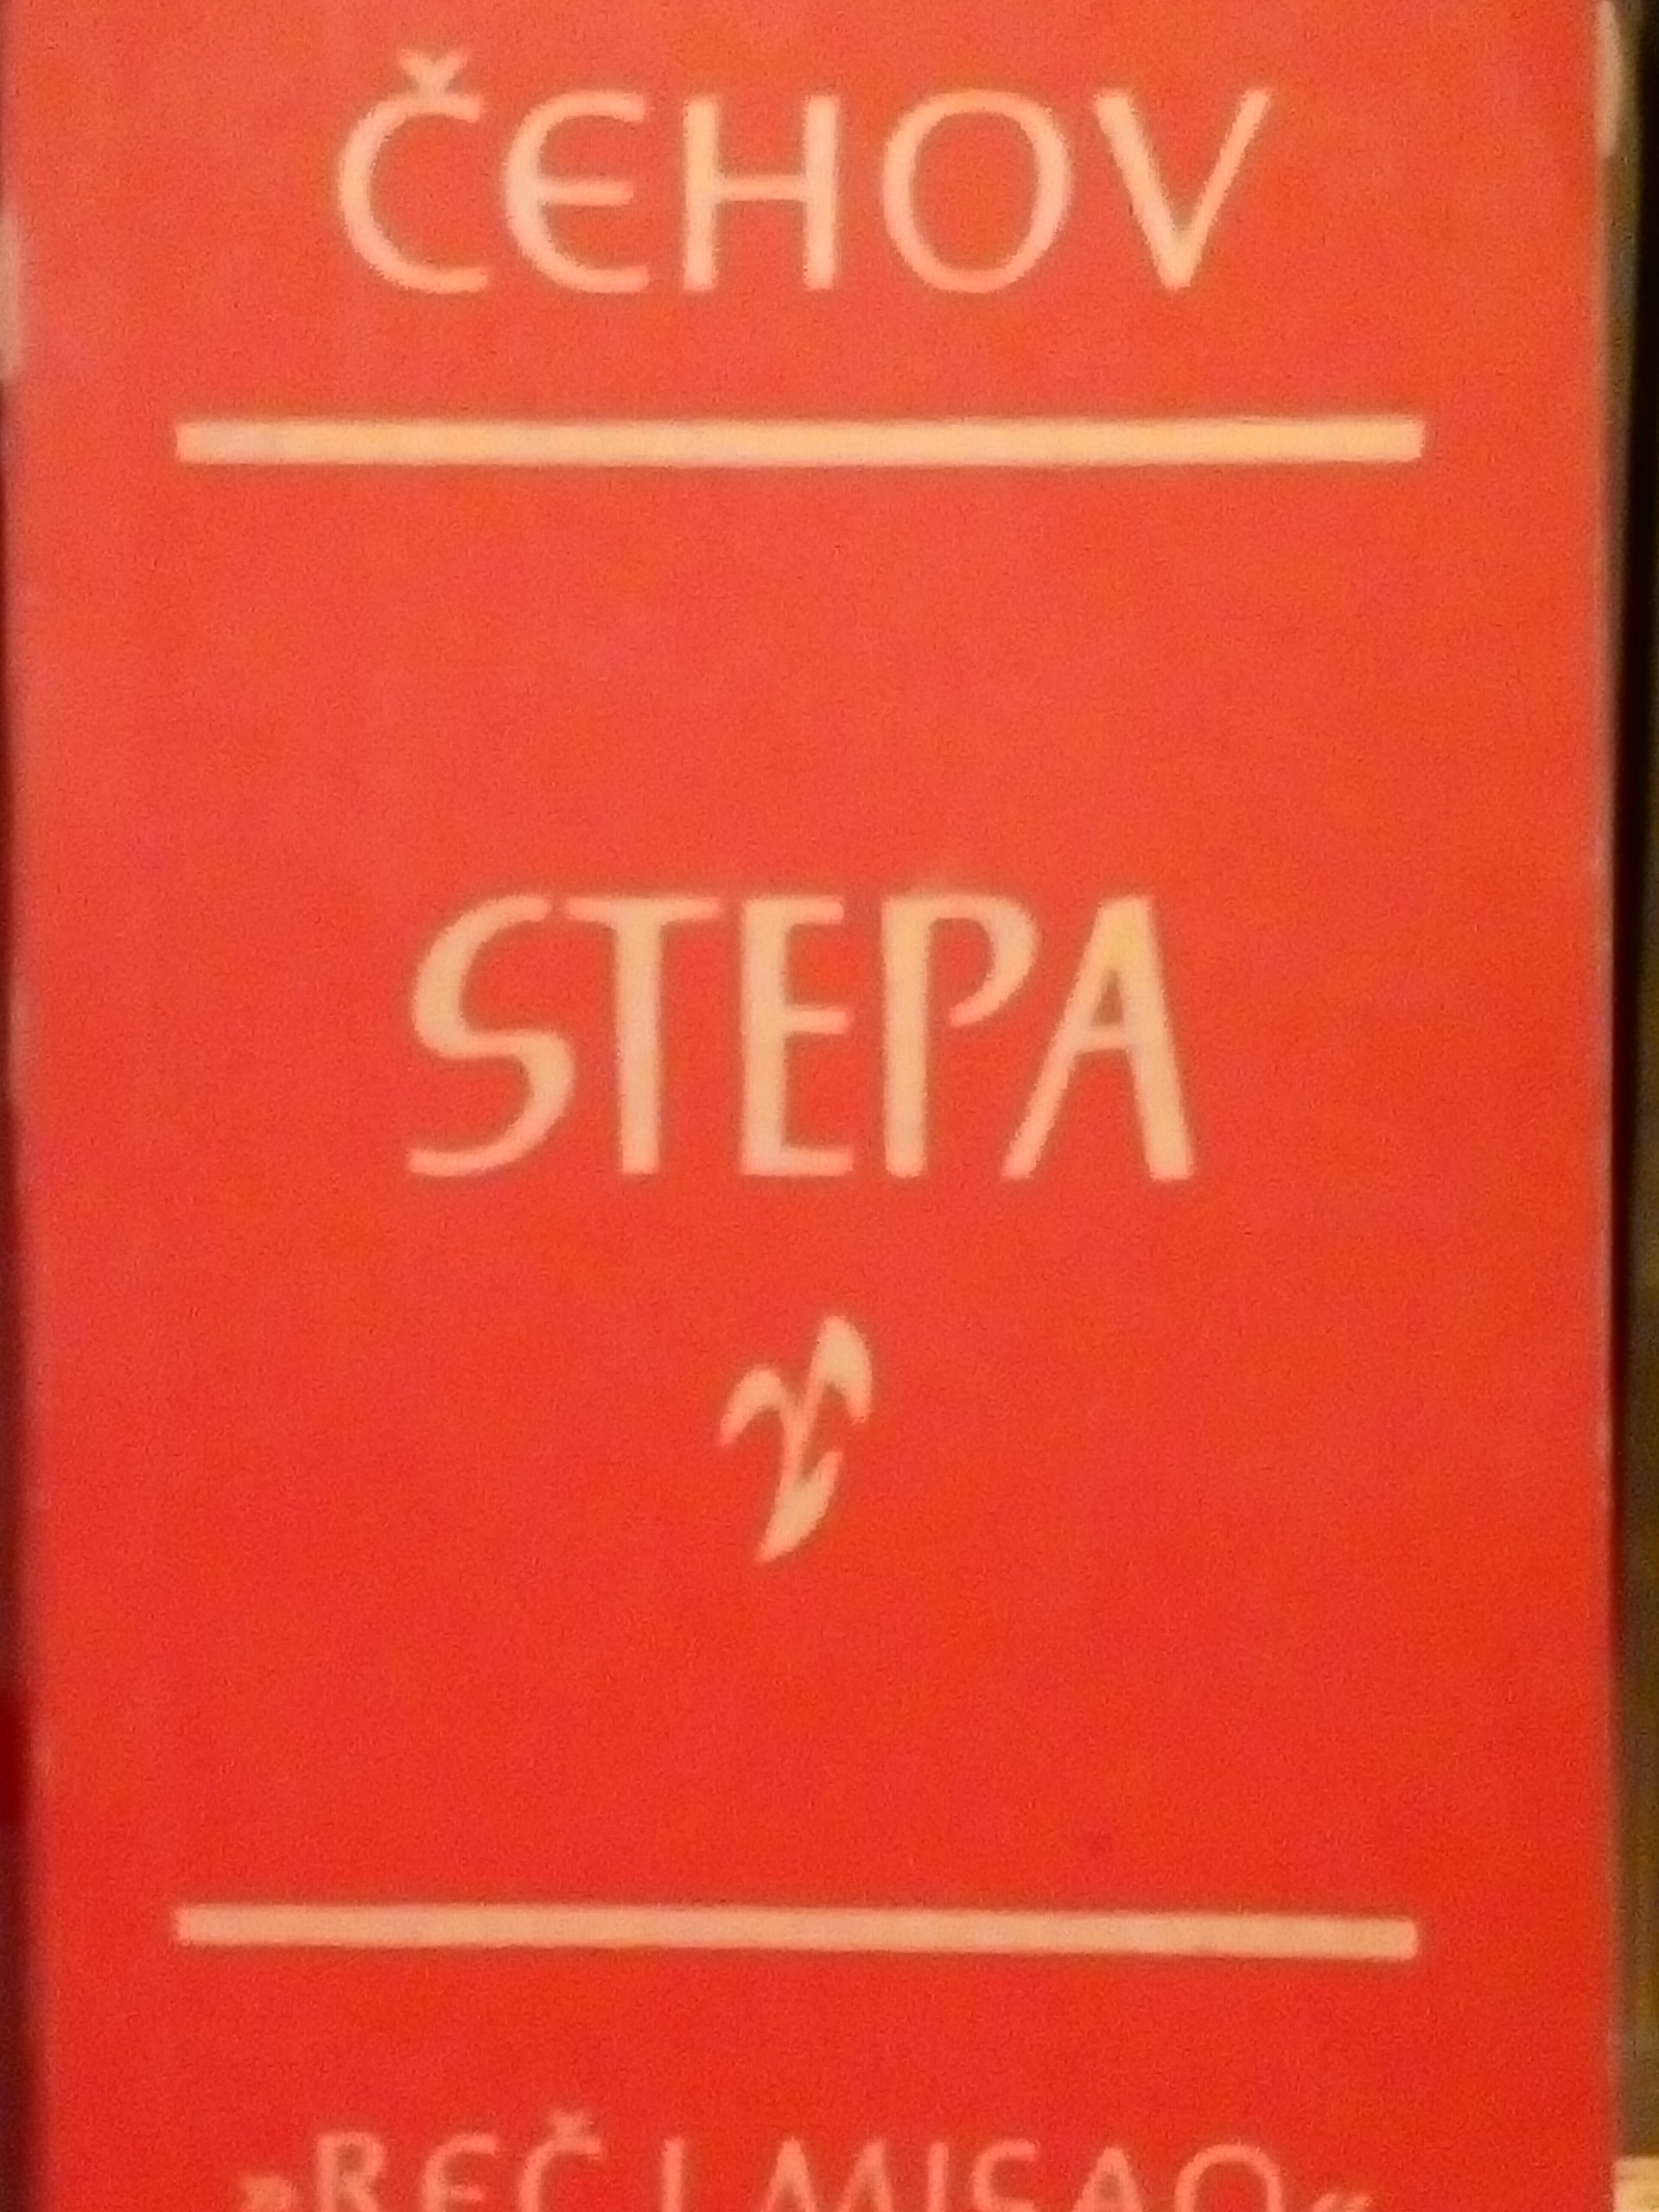 ČEHOV
STEPA
»REČ I MISAO«